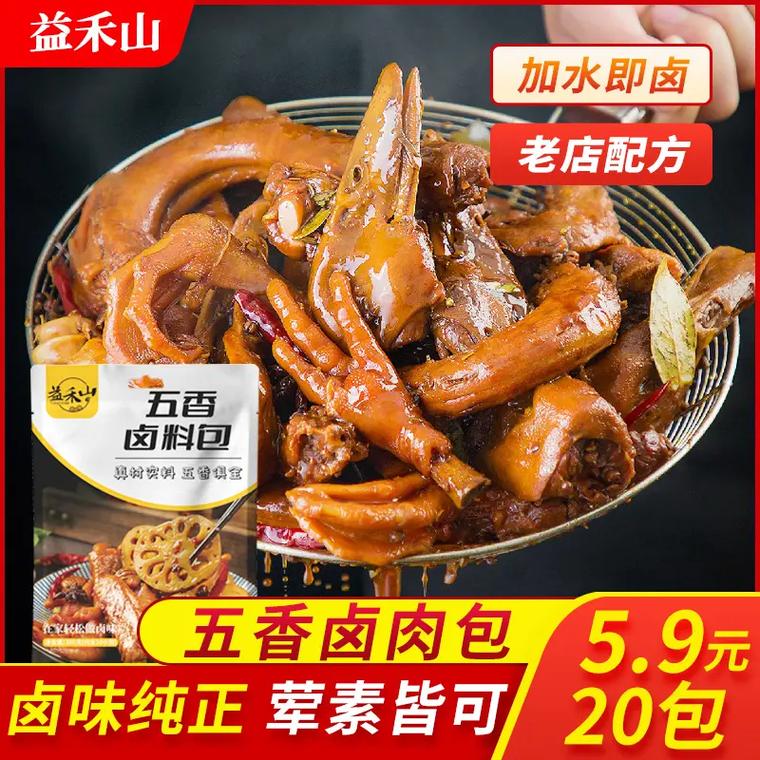 益禾山
加水即卤
老店配方
益禾山
五香
卤料包
真材实料 五香俱全
在家轻松做卤味
五香卤肉包
5.9元
20包
卤味纯正 荤素皆可